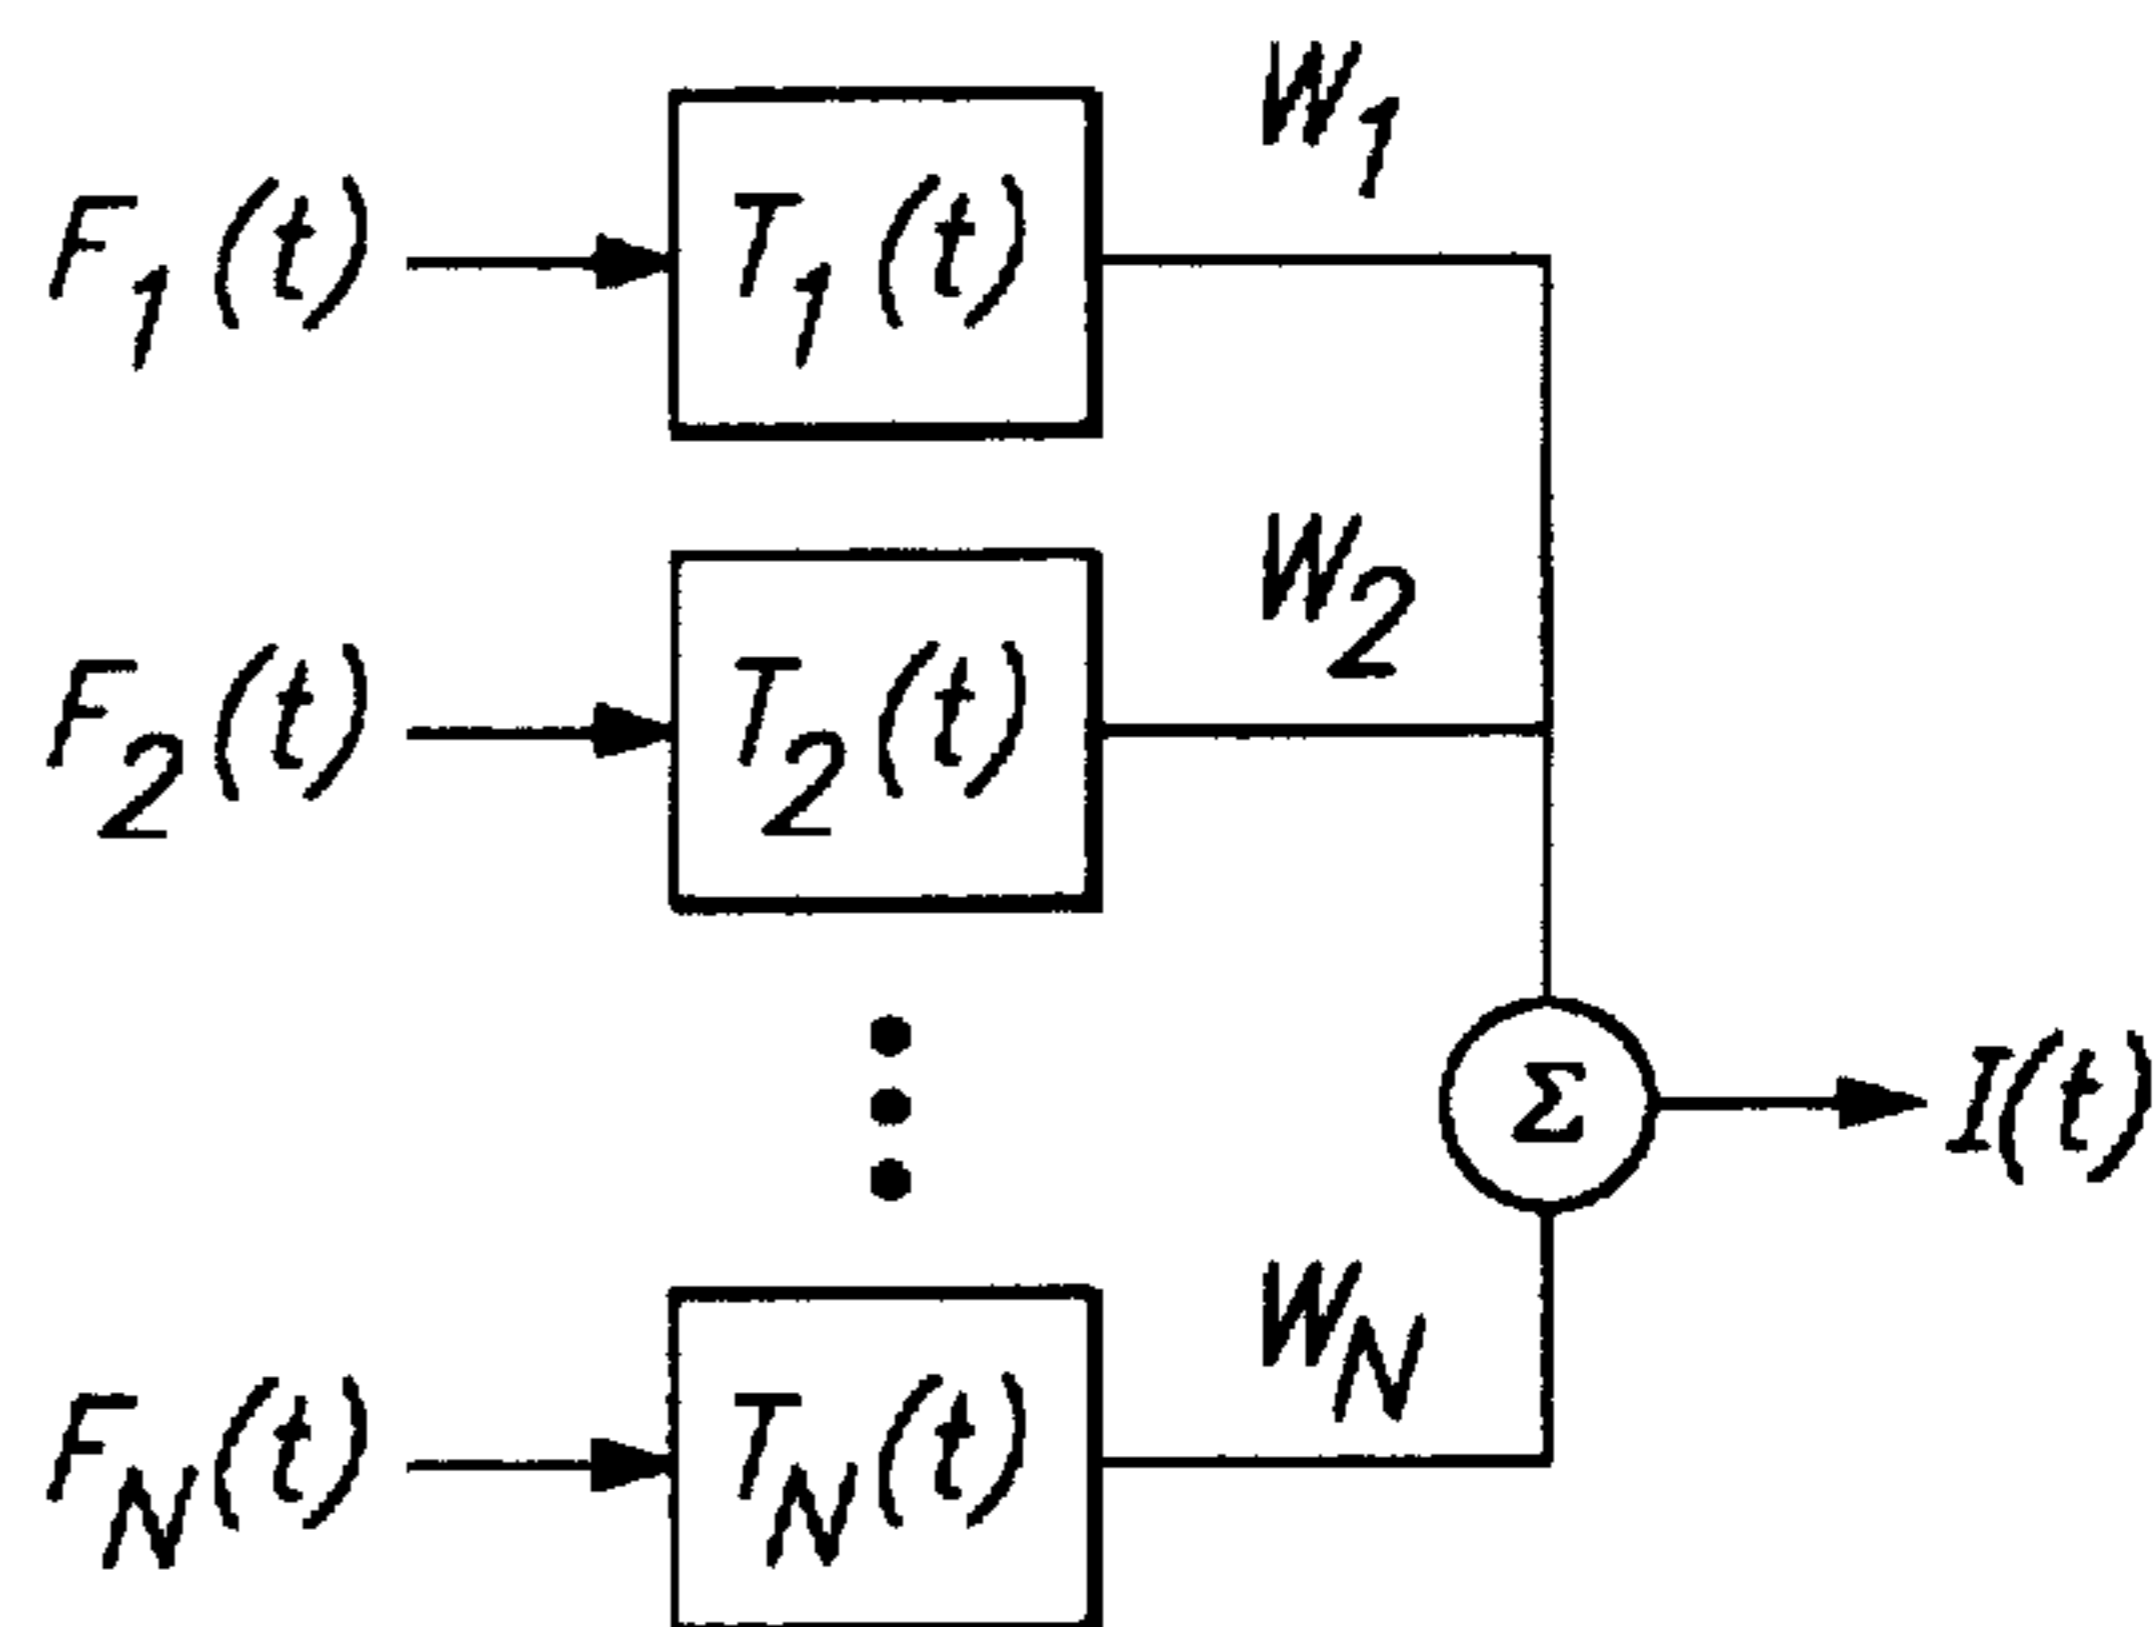 W1
F1(t) T1(t)
W2
F2(t) T2(t)
Σ I(t)
WN
FN(t) TN(t)